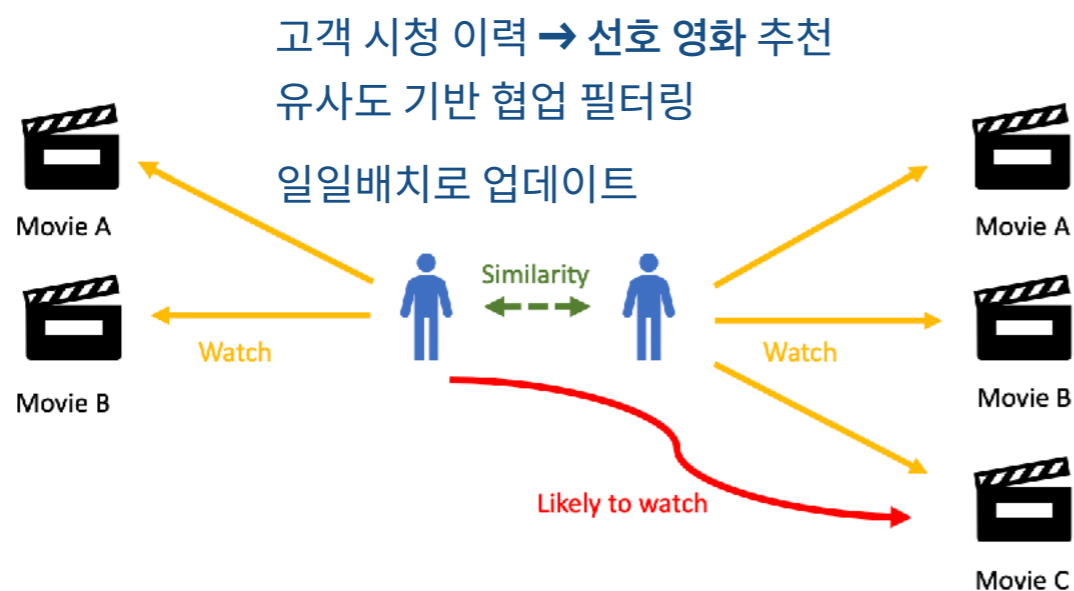 고객 시청 이력 → 선호 영화 추천
유사도 기반 협업 필터링
일일배치로 업데이트
Movie A
Movie A
Similarity
Watch
Watch
Movie B
Movie B
Likely to watch
Movie C